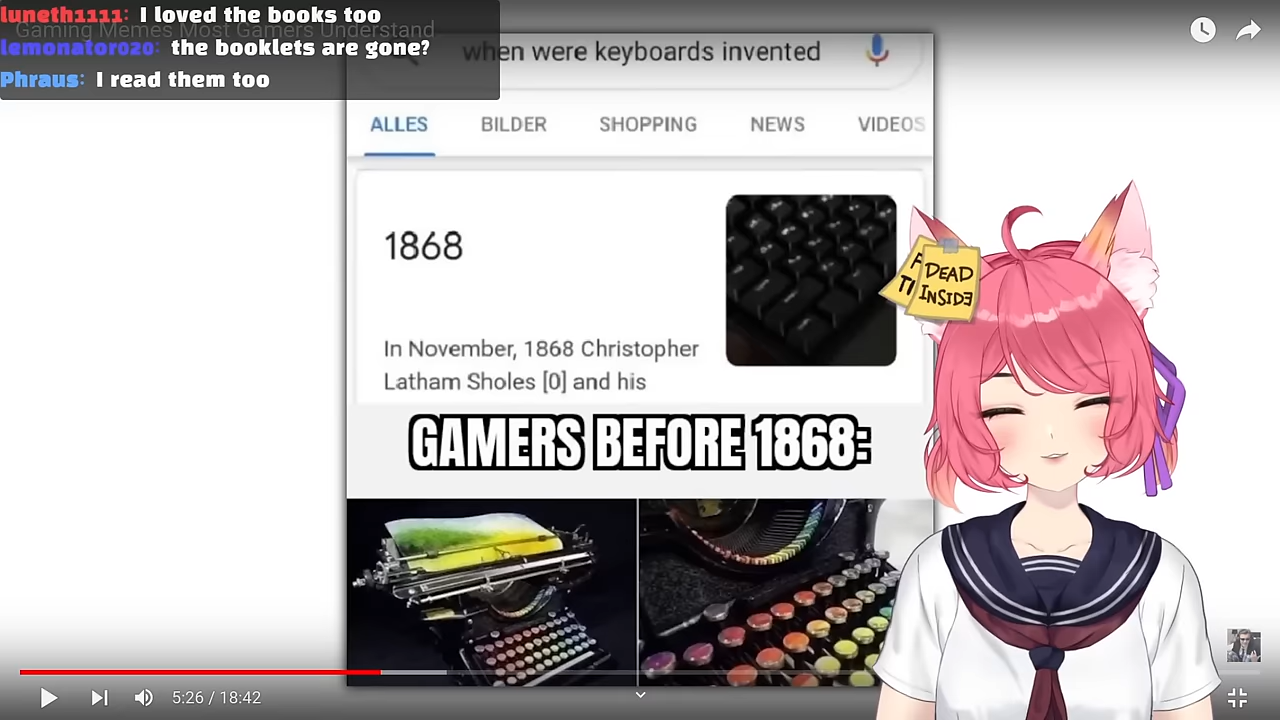 luneth1111: I loved the books too
Gaming Memes Most Gamers Understand
lemonator020: the booklets are gone?
Phraus: I read them too
when were keyboards invented
ALLES BILDER SHOPPING NEWS VIDEOS
1868
In November, 1868 Christopher
Latham Sholes [0] and his
DEAD
INSIDE
GAMERS BEFORE 1868:
5:26 / 18:42